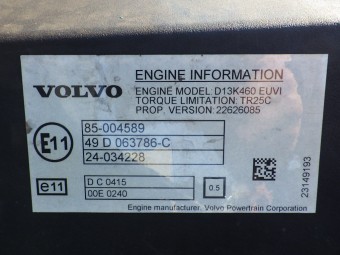 ENGINE INFORMATION
VOLVO
ENGINE MODEL: D13K460 EUVI
TORQUE LIMITATION: TR25C
PROP. VERSION: 22626085
E11
85-004589
49 D 063786-C
24-034228
e11
D C 0415
00E 0240
0.5
23149193
Engine manufacturer, Volvo Powertrain Corporation